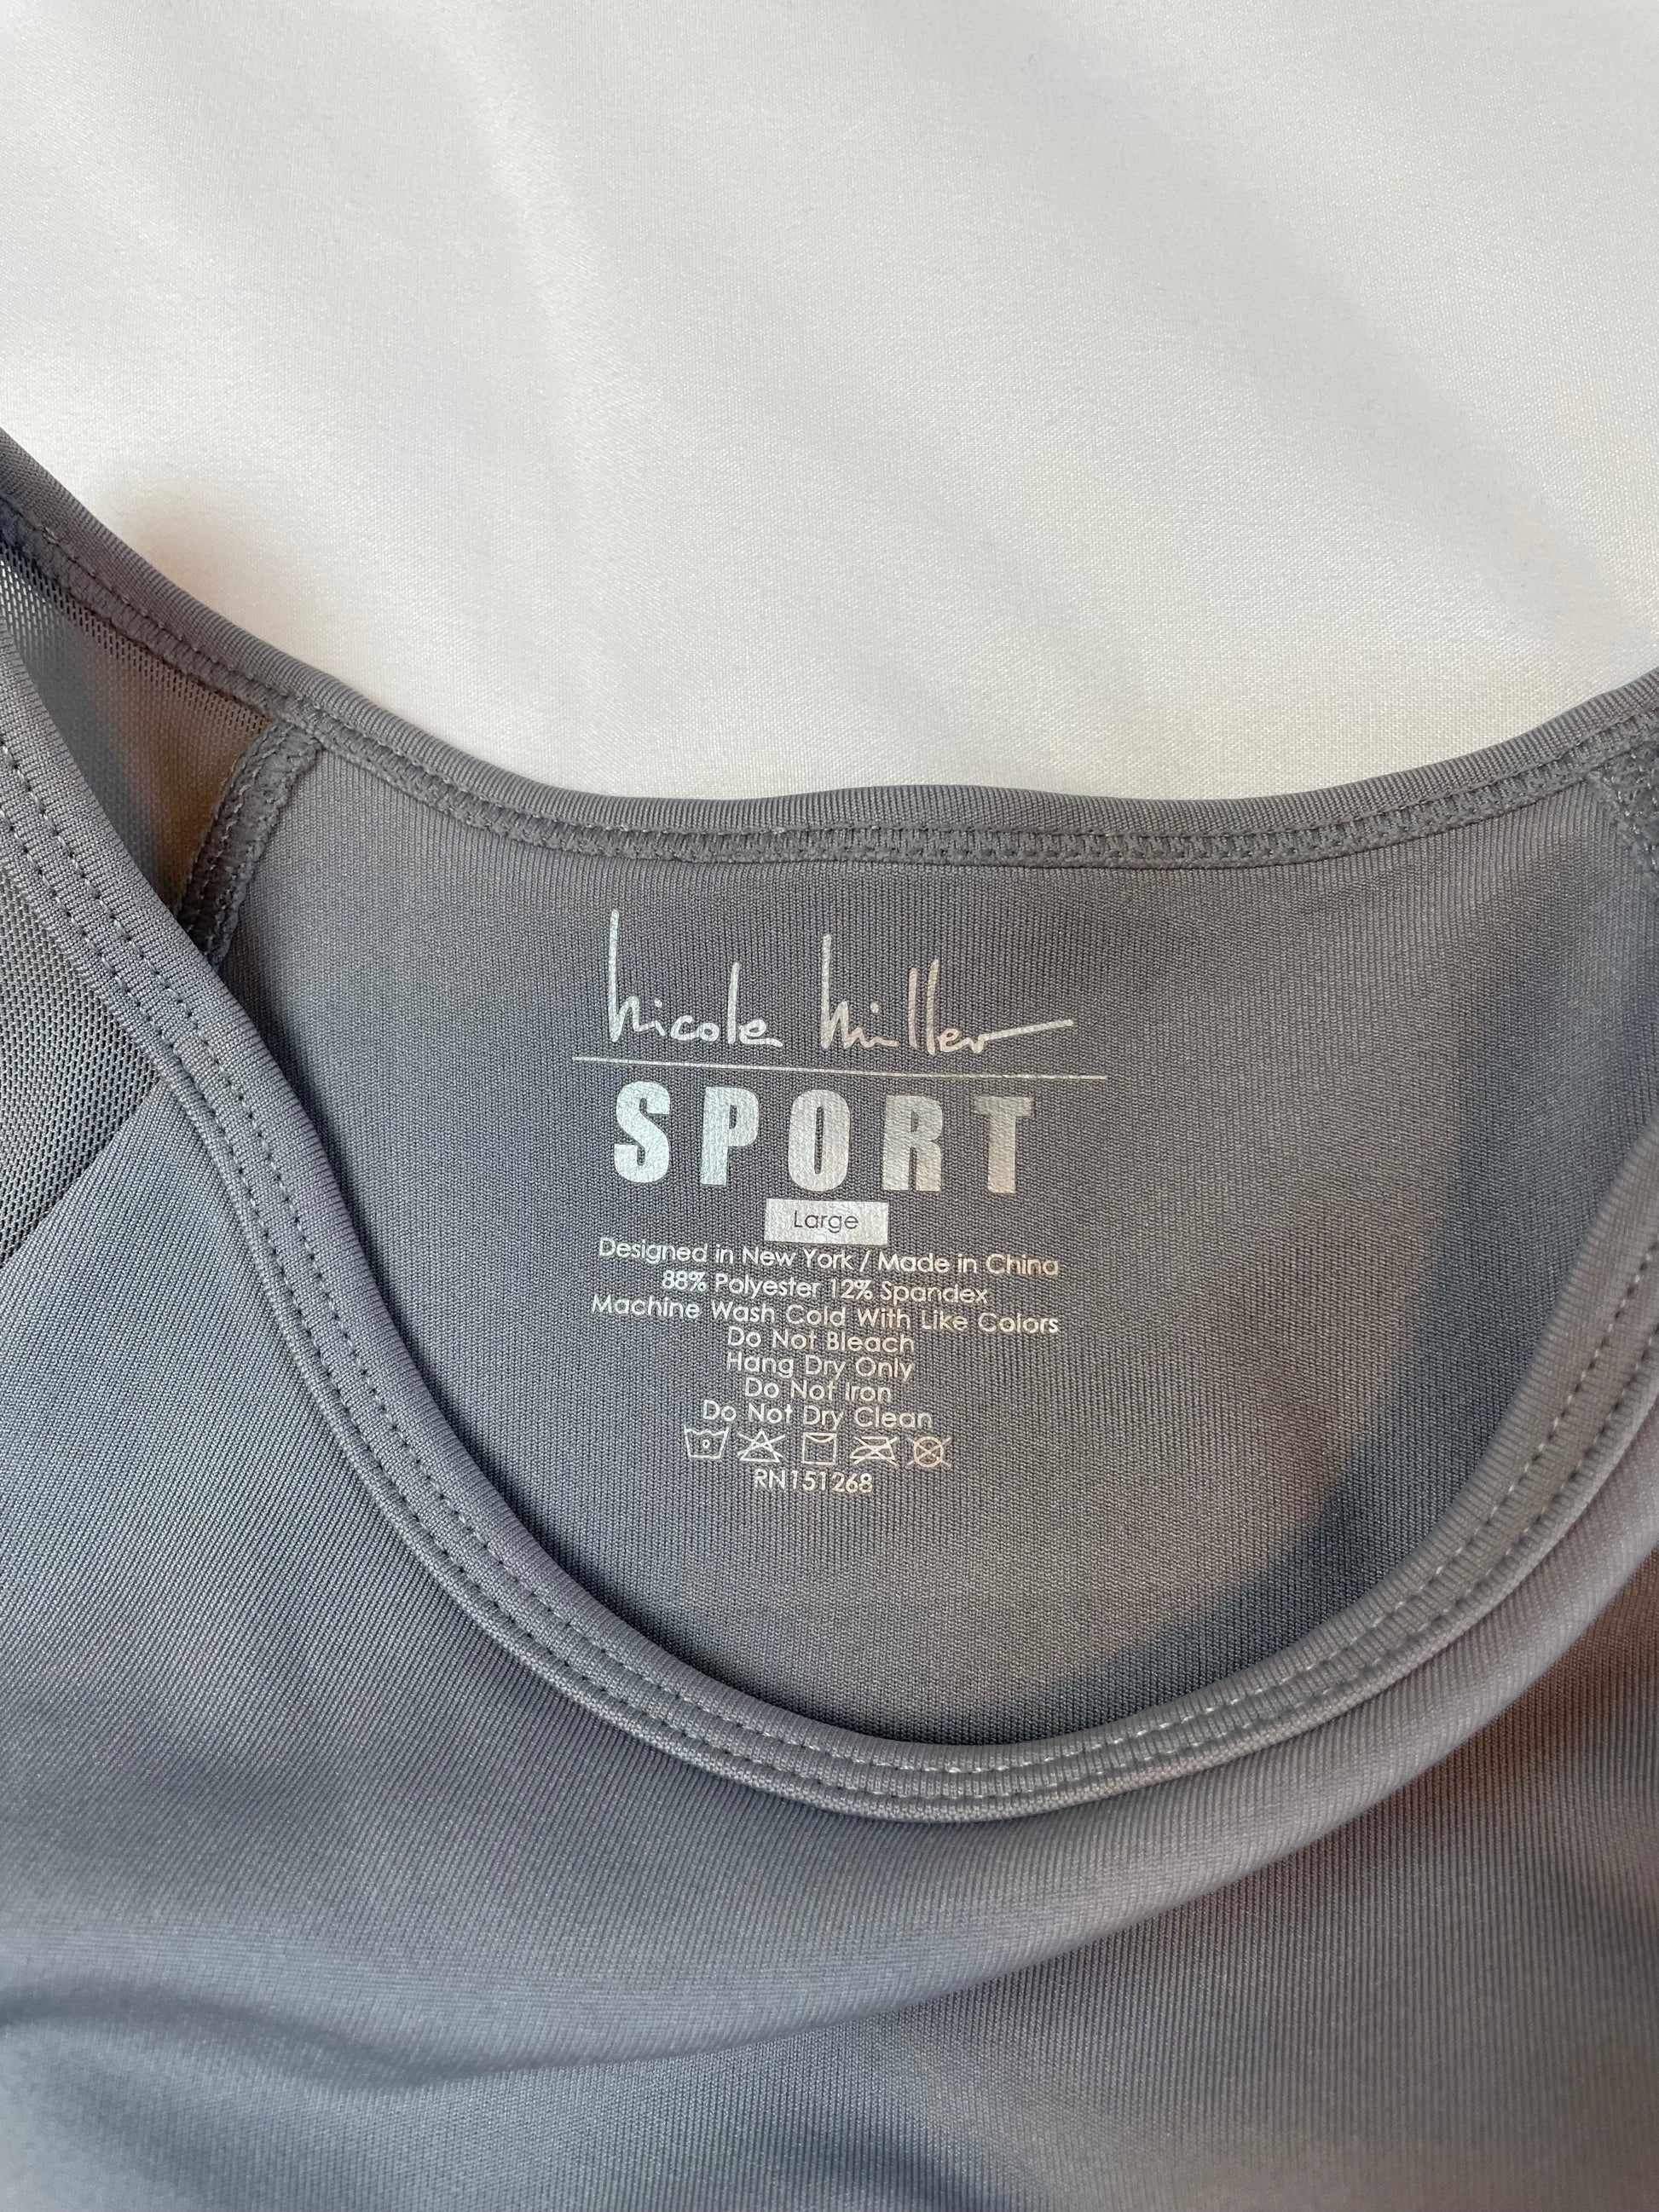 Nicole Miller
SPORT
Large
Designed in New York / Made in China
88% Polyester 12% Spandex
Machine Wash Cold With Like Colors
Do Not Bleach
Hang Dry Only
Do Not Iron
Do Not Dry Clean
RN151268